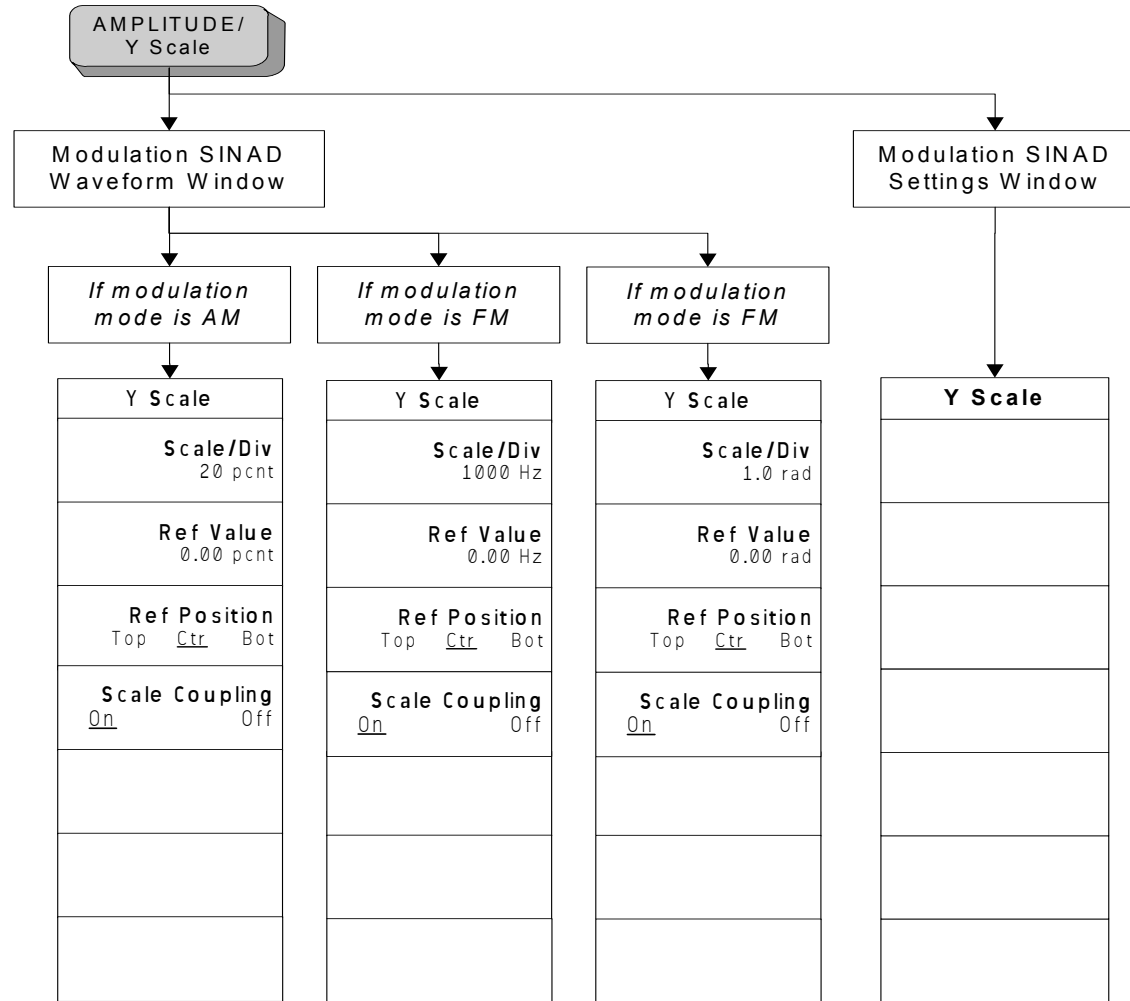 AMPLITUDE/
Y Scale
Modulation SINAD
Waveform Window
Modulation SINAD
Settings Window
If modulation
mode is AM
If modulation
mode is FM
If modulation
mode is FM
Y Scale
Scale/Div
20 pcnt
Ref Value
0.00 pcnt
Ref Position
Top Ctr Bot
Scale Coupling
On Off
Y Scale
Scale/Div
1000 Hz
Ref Value
0.00 Hz
Ref Position
Top Ctr Bot
Scale Coupling
On Off
Y Scale
Scale/Div
1.0 rad
Ref Value
0.00 rad
Ref Position
Top Ctr Bot
Scale Coupling
On Off
Y Scale